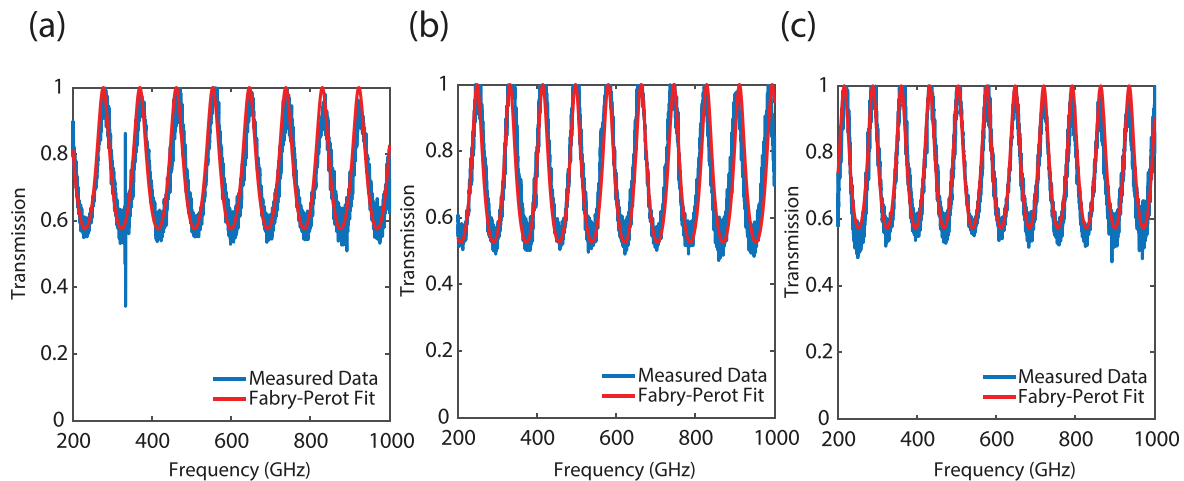 (a)
(b)
(c)
1
0.8
0.6
0.4
0.2
0
Transmission
Measured Data
Fabry-Perot Fit
200
400
600
800
1000
Frequency (GHz)
1
0.8
0.6
0.4
0.2
0
Transmission
Measured Data
Fabry-Perot Fit
200
400
600
800
1000
Frequency (GHz)
1
0.8
0.6
0.4
0.2
0
Transmission
Measured Data
Fabry-Perot Fit
200
400
600
800
1000
Frequency (GHz)